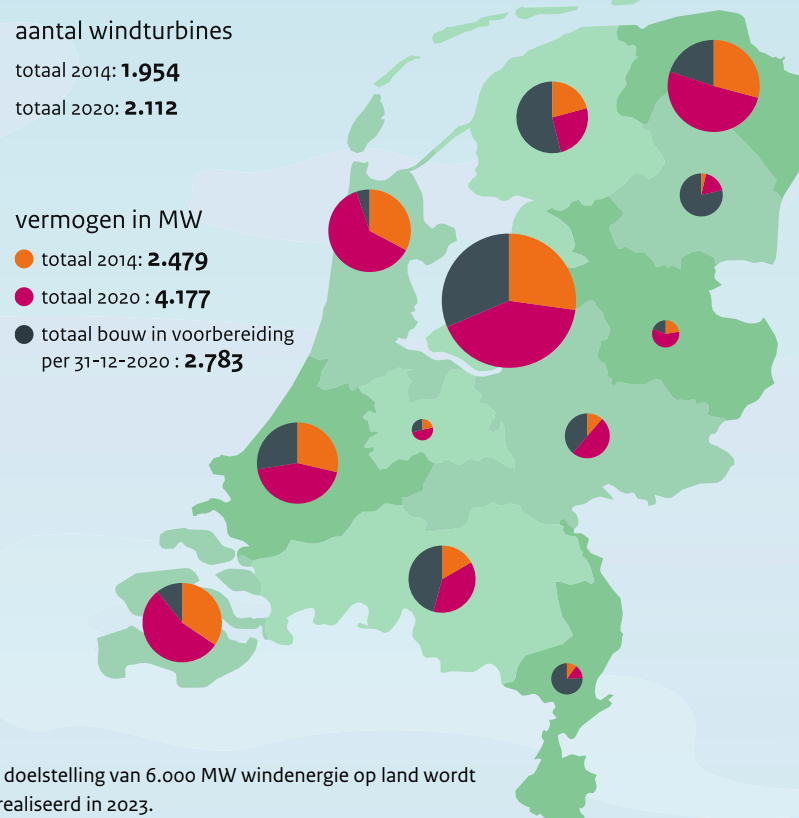 aantal windturbines
totaal 2014: 1.954
totaal 2020: 2.112
vermogen in MW
totaal 2014: 2.479
totaal 2020 : 4.177
totaal bouw in voorbereiding
per 31-12-2020 : 2.783
doelstelling van 6.000 MW windenergie op land wordt
realiseerd in 2023.